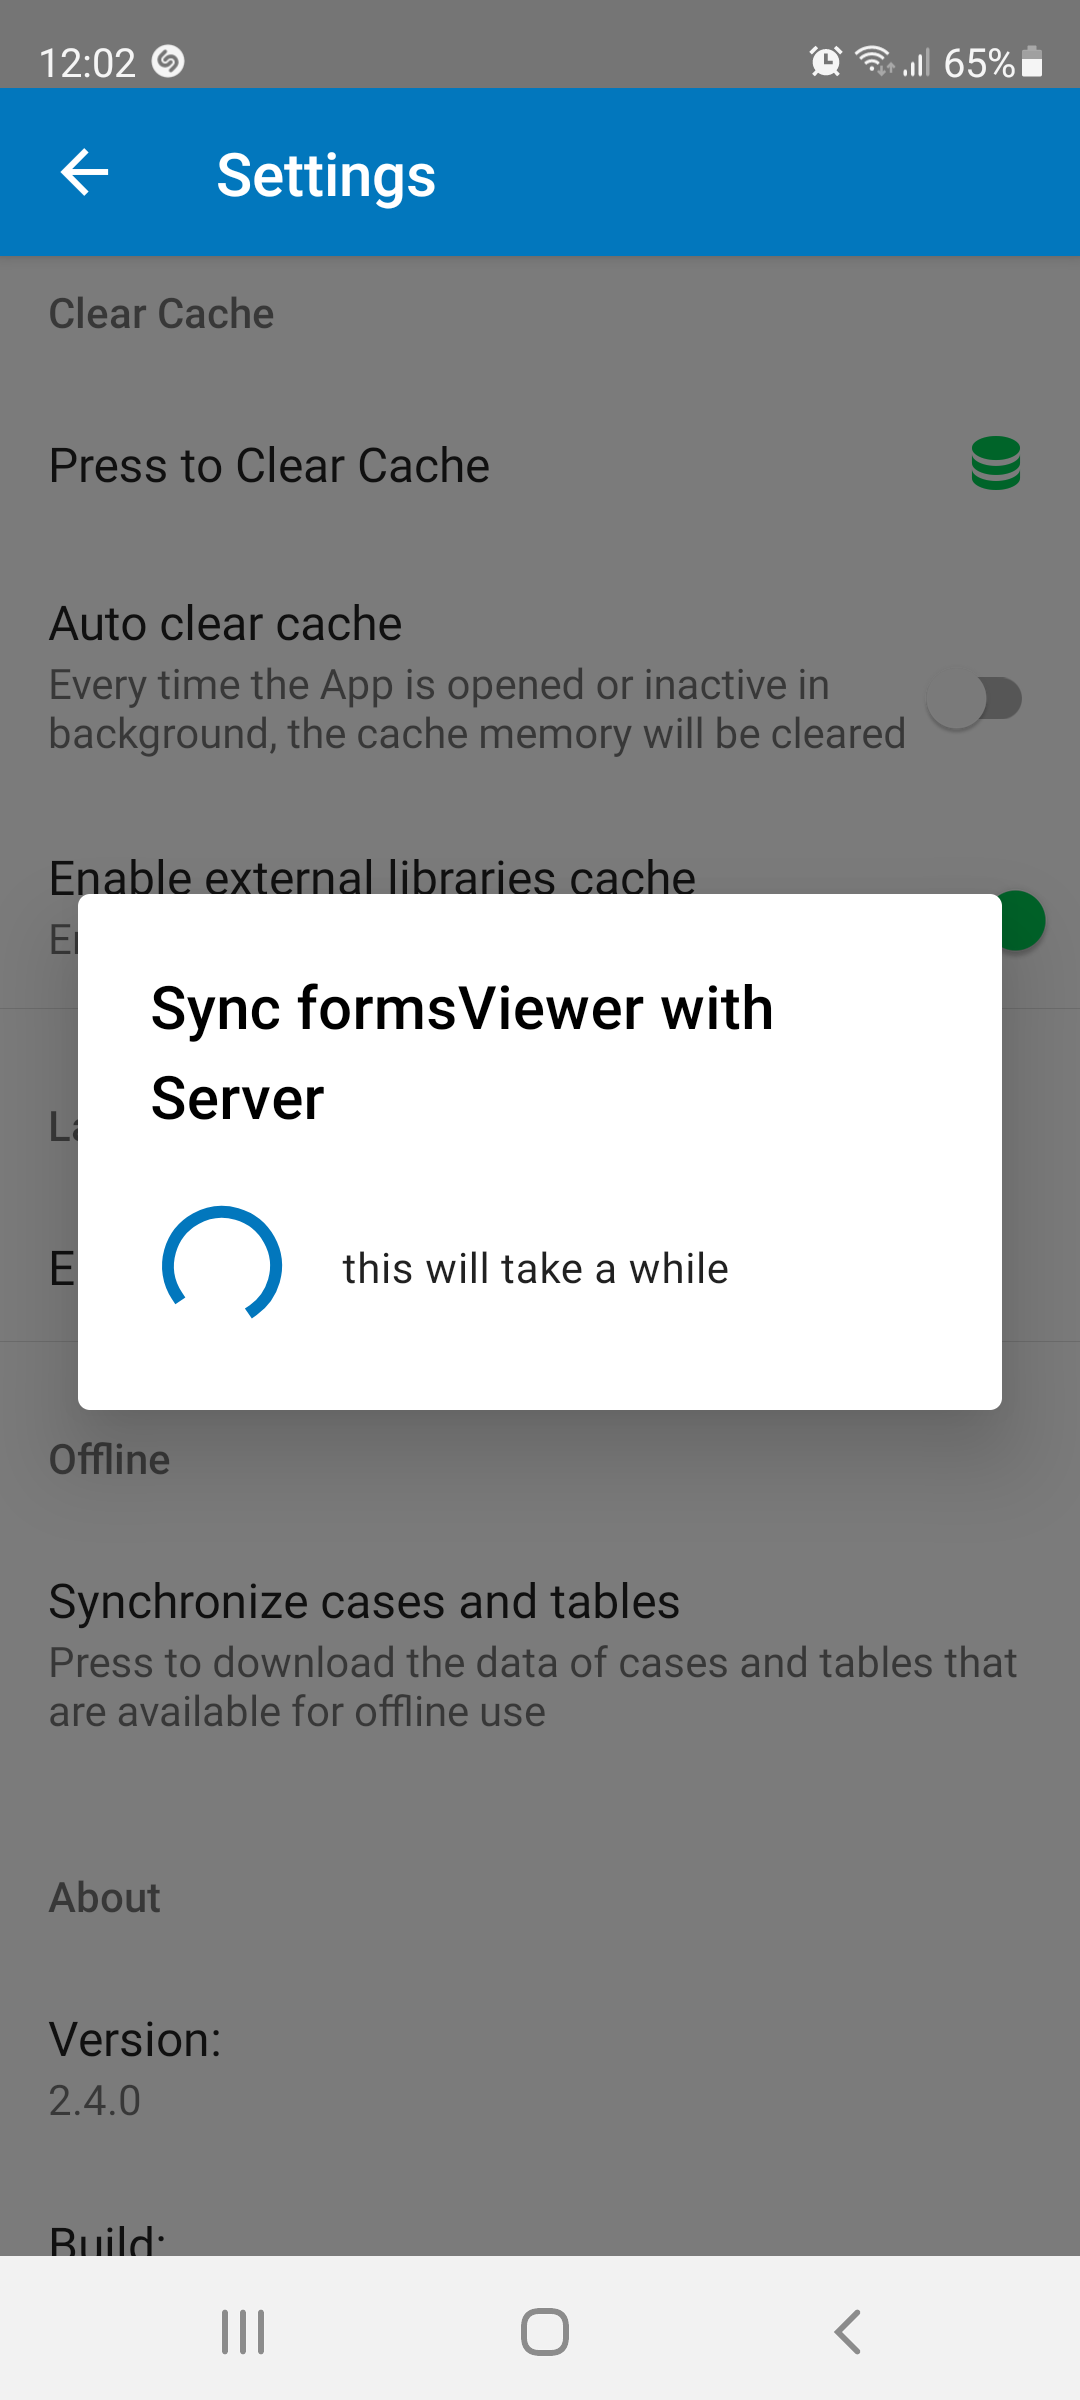 12:02
65%
Settings
Clear Cache
Press to Clear Cache
Auto clear cache
Every time the App is opened or inactive in
background, the cache memory will be cleared
Enable external libraries cache
Sync formsViewer with
Server
this will take a while
Offline
Synchronize cases and tables
Press to download the data of cases and tables that
are available for offline use
About
Version:
2.4.0
Build: